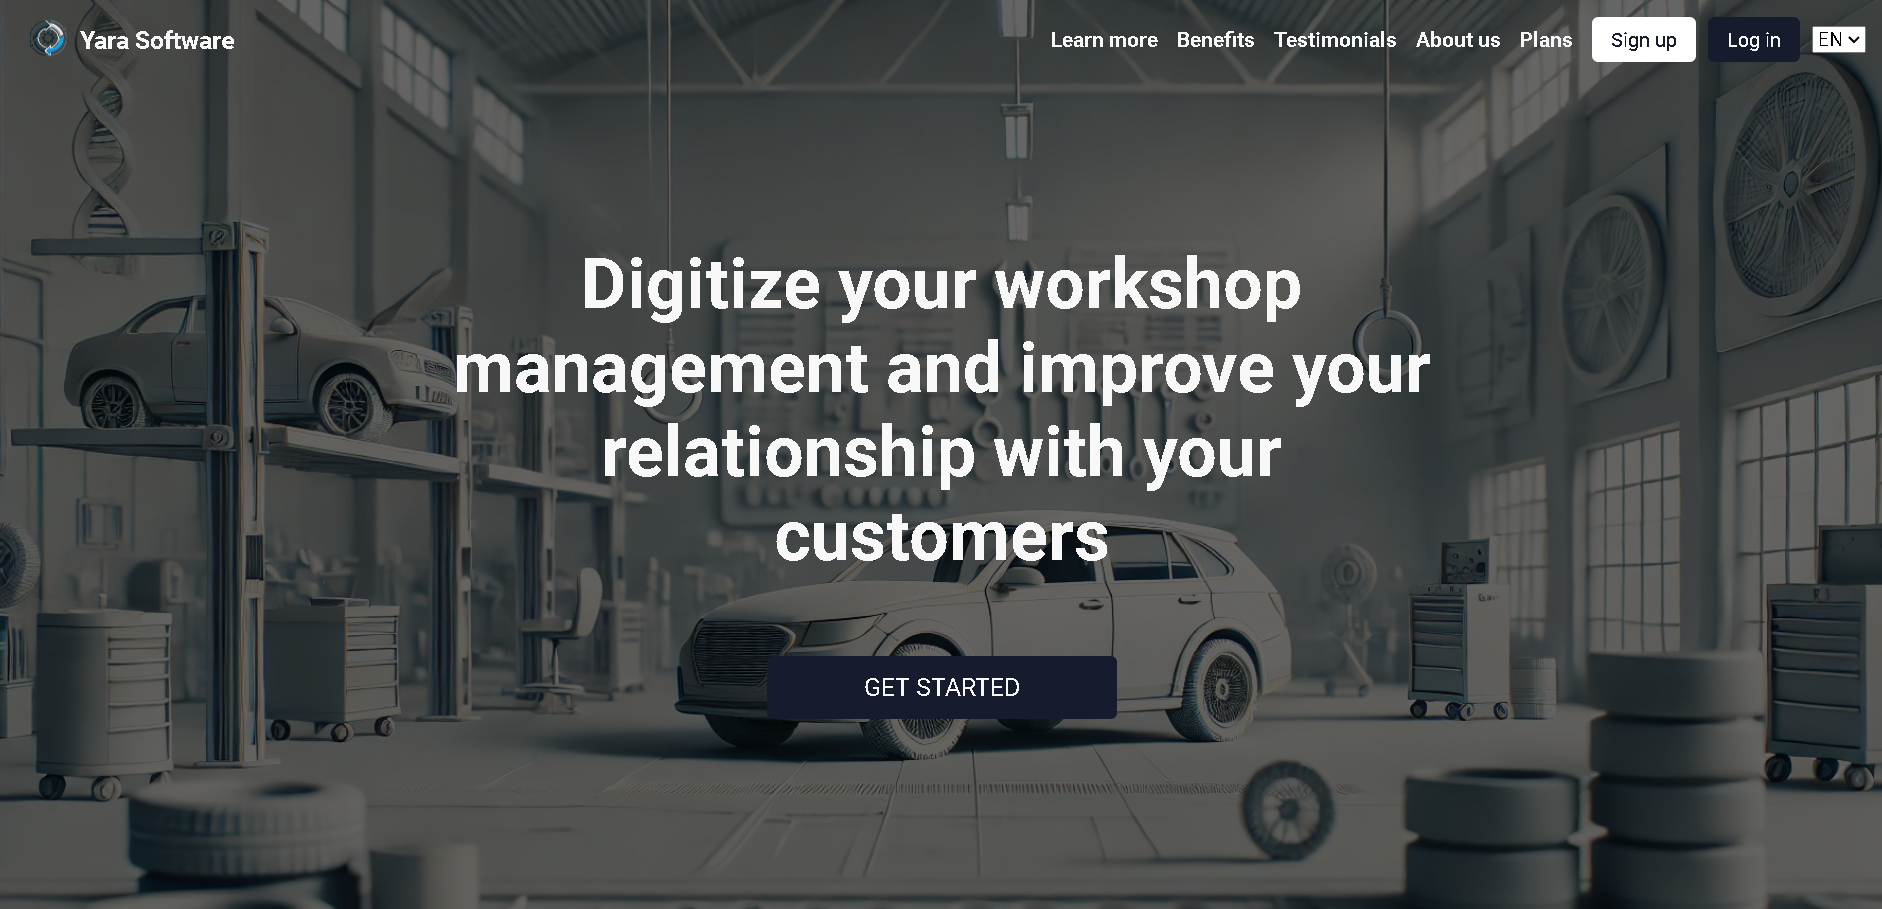 Yara Software
Learn more Benefits Testimonials About us Plans Sign up Log in EN
Digitize your workshop
management and improve your
relationship with your
customers
GET STARTED